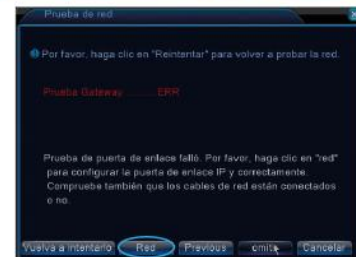 Prueba de red
Por favor, haga clic en "Reintentar" para volver a probar la red.
Prueba Gateway ........ ERR
Prueba de puerta de enlace falló. Por favor, haga clic en "red"
para configurar la puerta de enlace IP y correctamente.
Compruebe también que los cables de red están conectados
o no.
Vuelva a intentarlo Red Previous omita Cancelar